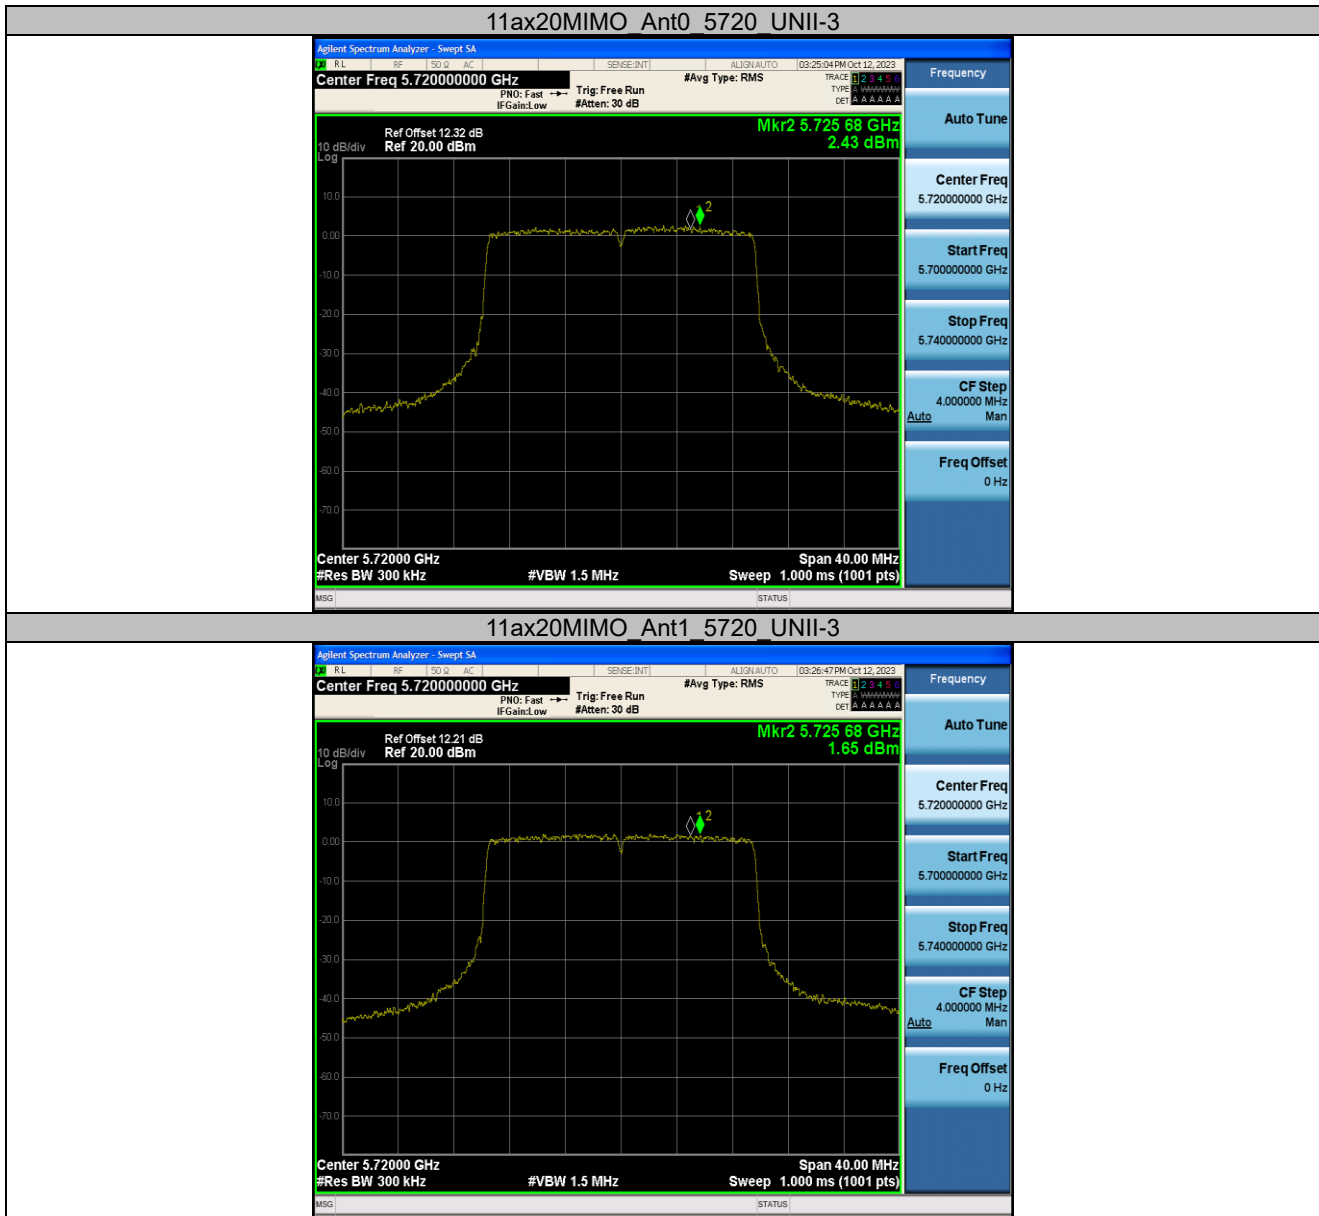 11ax20MIMO_Ant0_5720_UNII-3
Agilent Spectrum Analyzer - Swept SA
RL RF 50 Ω AC SENSE:INT ALIGN AUTO 03:25:04 PM Oct 12, 2023
Center Freq 5.720000000 GHz
PNO: Fast
IFGain:Low
Trig: Free Run
#Atten: 30 dB
#Avg Type: RMS
TRACE 1 2 3 4 5 6
TYPE A
DET A A A A A A
Frequency
Mkr2 5.725 68 GHz
2.43 dBm
Ref Offset 12.32 dB
10 dB/div Ref 20.00 dBm
Log
10.0
0.00
-10.0
-20.0
-30.0
-40.0
-50.0
-60.0
-70.0
2
Center 5.72000 GHz Span 40.00 MHz
#Res BW 300 kHz #VBW 1.5 MHz Sweep 1.000 ms (1001 pts)
MSG STATUS
Auto Tune
Center Freq
5.720000000 GHz
Start Freq
5.700000000 GHz
Stop Freq
5.740000000 GHz
CF Step
4.000000 MHz
Auto Man
Freq Offset
0 Hz
11ax20MIMO_Ant1_5720_UNII-3
Agilent Spectrum Analyzer - Swept SA
RL RF 50 Ω AC SENSE:INT ALIGN AUTO 03:26:47 PM Oct 12, 2023
Center Freq 5.720000000 GHz
PNO: Fast
IFGain:Low
Trig: Free Run
#Atten: 30 dB
#Avg Type: RMS
TRACE 1 2 3 4 5 6
TYPE A
DET A A A A A A
Frequency
Mkr2 5.725 68 GHz
1.65 dBm
Ref Offset 12.21 dB
10 dB/div Ref 20.00 dBm
Log
10.0
0.00
-10.0
-20.0
-30.0
-40.0
-50.0
-60.0
-70.0
2
Center 5.72000 GHz Span 40.00 MHz
#Res BW 300 kHz #VBW 1.5 MHz Sweep 1.000 ms (1001 pts)
MSG STATUS
Auto Tune
Center Freq
5.720000000 GHz
Start Freq
5.700000000 GHz
Stop Freq
5.740000000 GHz
CF Step
4.000000 MHz
Auto Man
Freq Offset
0 Hz